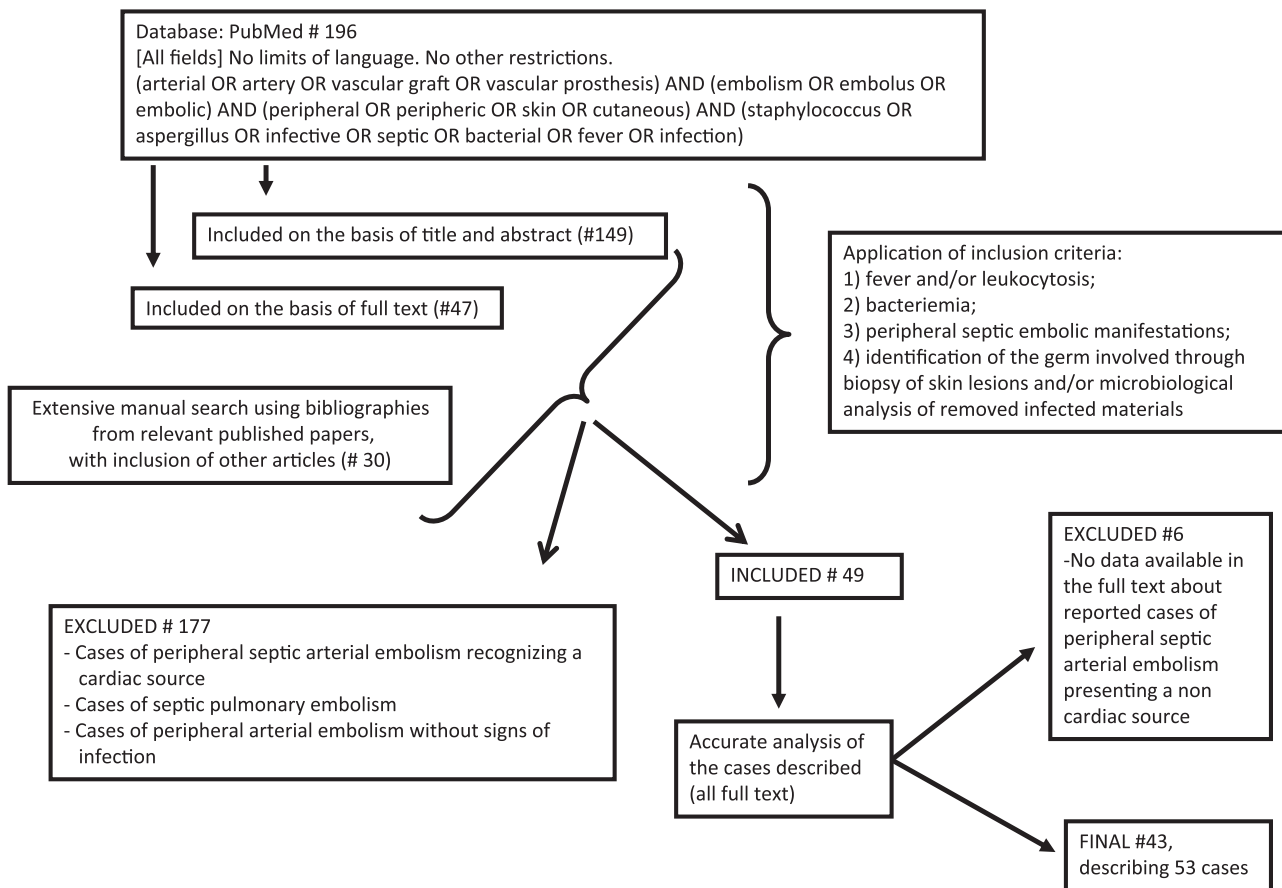 Database: PubMed # 196
[All fields] No limits of language. No other restrictions.
(arterial OR artery OR vascular graft OR vascular prosthesis) AND (embolism OR embolus OR
embolic) AND (peripheral OR peripheric OR skin OR cutaneous) AND (staphylococcus OR
aspergillus OR infective OR septic OR bacterial OR fever OR infection)
Included on the basis of title and abstract (#149)
Included on the basis of full text (#47)
Application of inclusion criteria:
1) fever and/or leukocytosis;
2) bacteriemia;
3) peripheral septic embolic manifestations;
4) identification of the germ involved through
biopsy of skin lesions and/or microbiological
analysis of removed infected materials
Extensive manual search using bibliographies
from relevant published papers,
with inclusion of other articles (# 30)
EXCLUDED # 177
- Cases of peripheral septic arterial embolism recognizing a
cardiac source
- Cases of septic pulmonary embolism
- Cases of peripheral arterial embolism without signs of
infection
INCLUDED # 49
Accurate analysis of
the cases described
(all full text)
EXCLUDED #6
-No data available in
the full text about
reported cases of
peripheral septic
arterial embolism
presenting a non
cardiac source
FINAL #43,
describing 53 cases